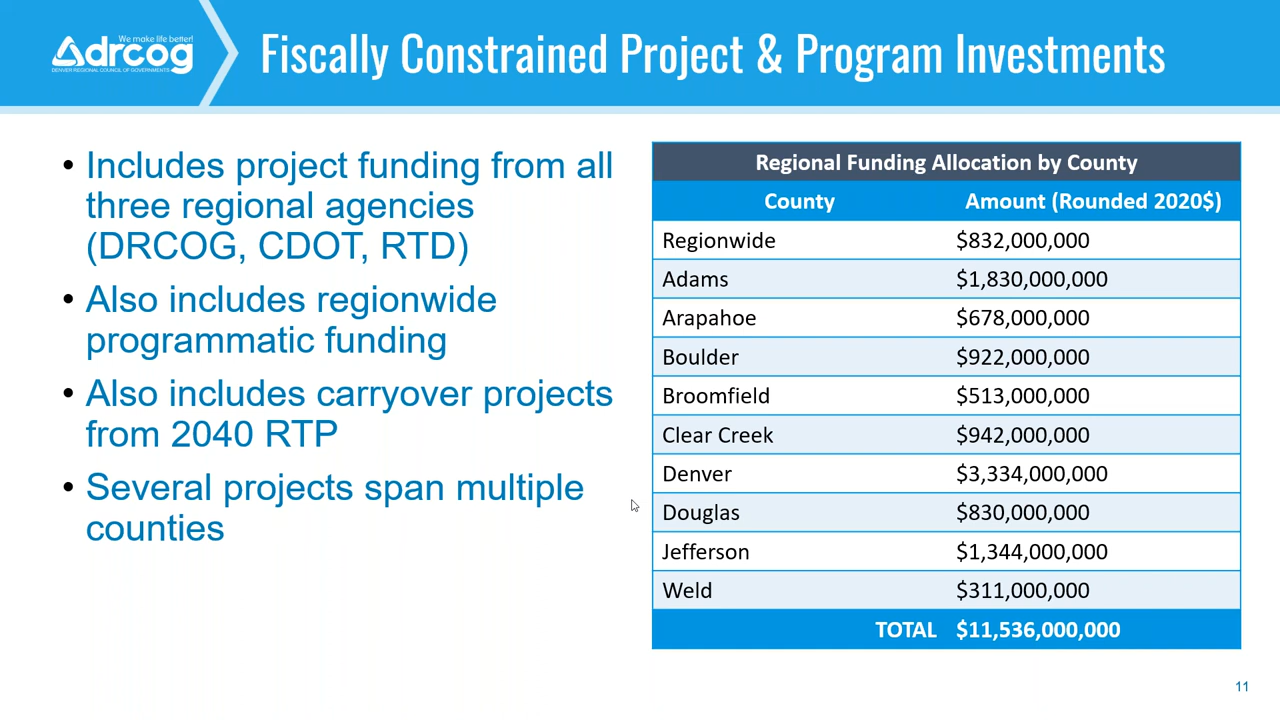 We make life better!
drcog
DENVER REGIONAL COUNCIL OF GOVERNMENTS
Fiscally Constrained Project & Program Investments
• Includes project funding from all
three regional agencies
(DRCOG, CDOT, RTD)
• Also includes regionwide
programmatic funding
• Also includes carryover projects
from 2040 RTP
• Several projects span multiple
counties
Regional Funding Allocation by County
County Amount (Rounded 2020$)
Regionwide $832,000,000
Adams $1,830,000,000
Arapahoe $678,000,000
Boulder $922,000,000
Broomfield $513,000,000
Clear Creek $942,000,000
Denver $3,334,000,000
Douglas $830,000,000
Jefferson $1,344,000,000
Weld $311,000,000
TOTAL $11,536,000,000
11